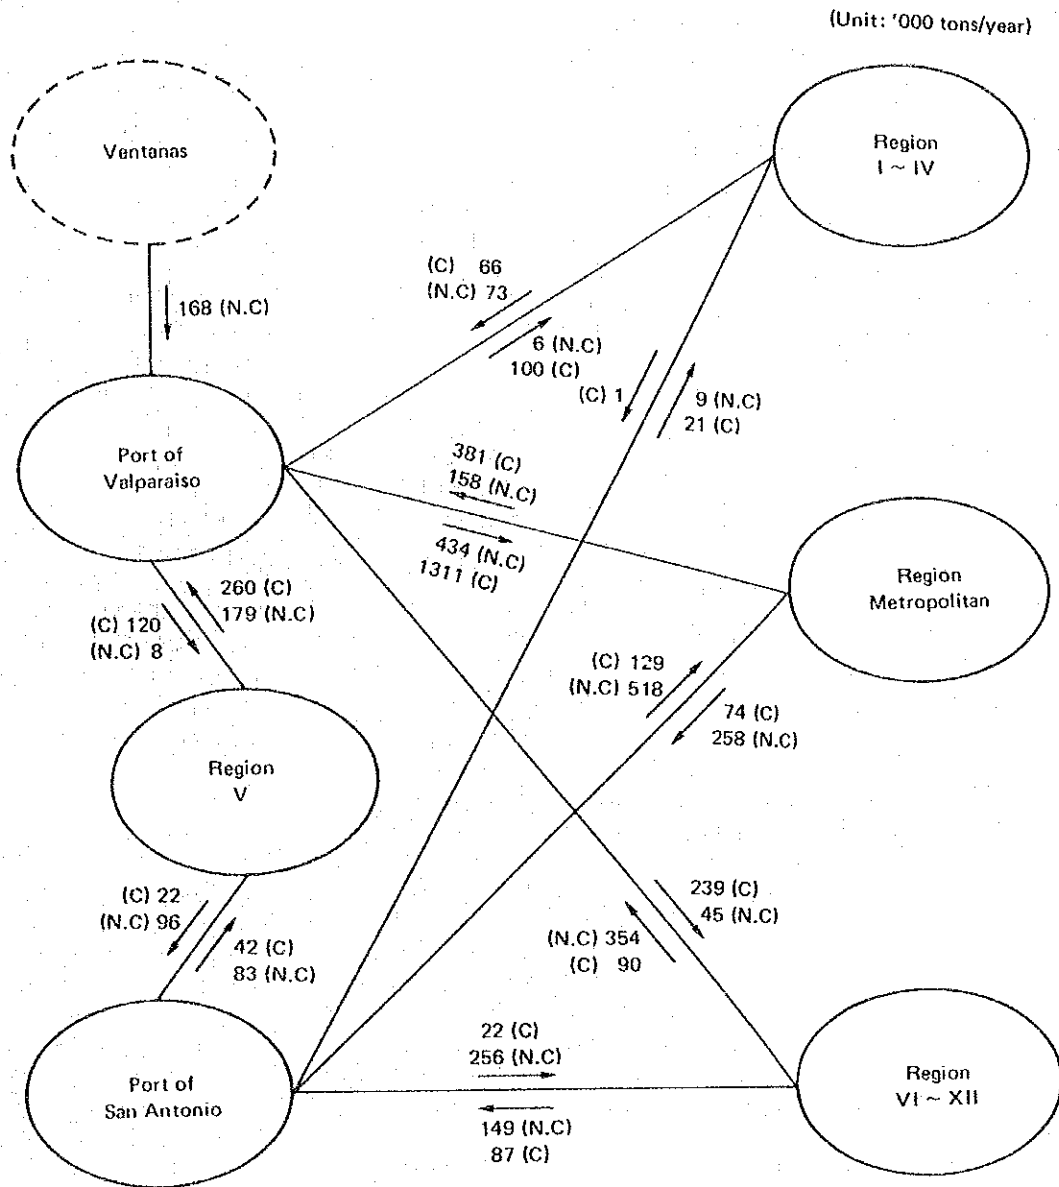 (Unit: '000 tons/year)
Ventanas
Region
I ~ IV
168 (N.C)
(C) 66
(N.C) 73
6 (N.C)
100 (C)
(C) 1
9 (N.C)
21 (C)
Port of
Valparaiso
381 (C)
158 (N.C)
434 (N.C)
1311 (C)
Region
Metropolitan
260 (C)
179 (N.C)
(C) 120
(N.C) 8
(C) 129
(N.C) 518
74 (C)
258 (N.C)
Region
V
(C) 22
(N.C) 96
42 (C)
83 (N.C)
239 (C)
45 (N.C)
(N.C) 354
(C) 90
Port of
San Antonio
22 (C)
256 (N.C)
149 (N.C)
87 (C)
Region
VI ~ XII